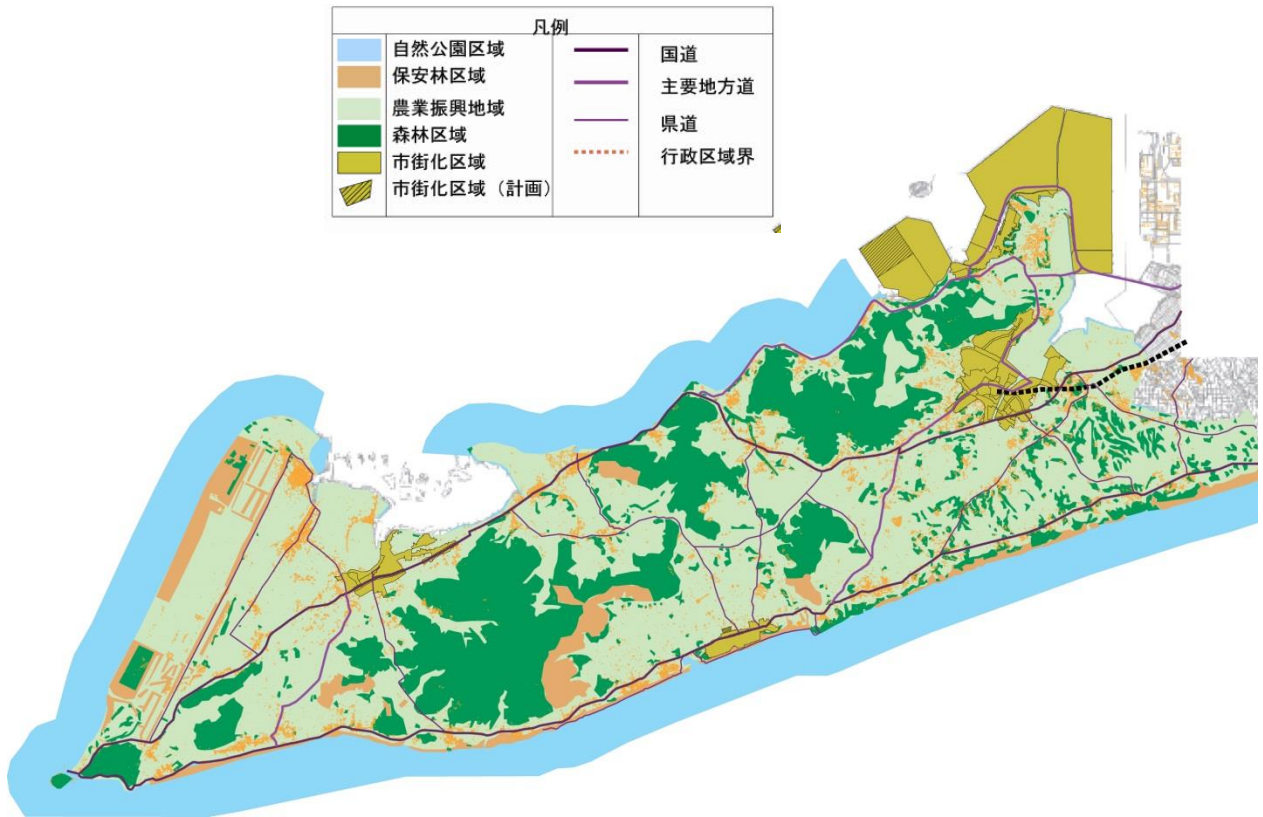 凡例
自然公園区域
保安林区域
農業振興地域
森林区域
市街化区域
市街化区域（計画）
国道
主要地方道
県道
行政区域界